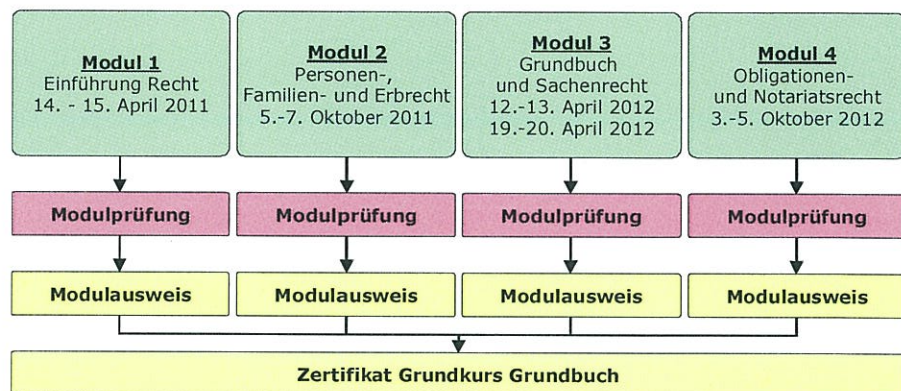 Modul 1
Einführung Recht
14. - 15. April 2011
Modul 2
Personen-,
Familien- und Erbrecht
5.-7. Oktober 2011
Modul 3
Grundbuch
und Sachenrecht
12.-13. April 2012
19.-20. April 2012
Modul 4
Obligationen-
und Notariatsrecht
3.-5. Oktober 2012
Modulprüfung
Modulprüfung
Modulprüfung
Modulprüfung
Modulausweis
Modulausweis
Modulausweis
Modulausweis
Zertifikat Grundkurs Grundbuch